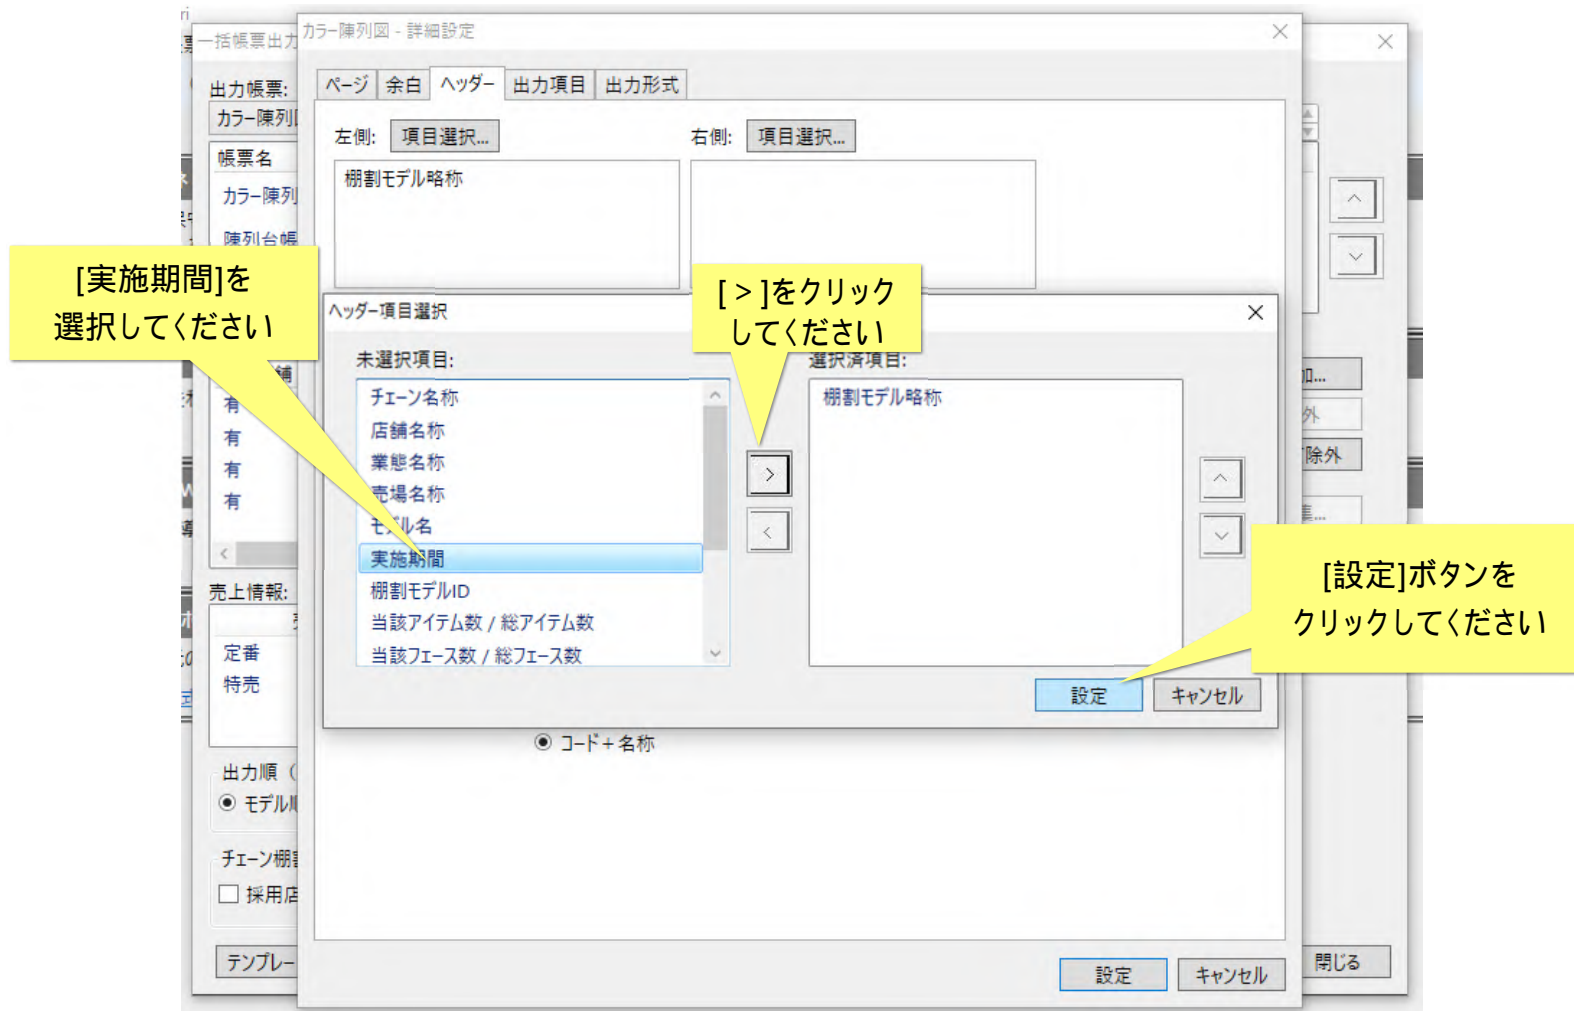 ri
カラー陳列図 - 詳細設定
一括帳票出力
ページ 余白 ヘッダー 出力項目 出力形式
出力帳票:
カラー陳列
左側: 項目選択... 右側: 項目選択...
帳票名
棚割モデル略称
カラー陳列
陳列台帳
[実施期間]を
選択してください
[ > ]をクリック
してください
ヘッダー項目選択
未選択項目: 選択済項目:
チェーン名称
店舗名称
業態名称
売場名称
モデル名
実施期間
棚割モデルID
当該アイテム数 / 総アイテム数
当該フェース数 / 総フェース数
棚割モデル略称
>
<
舗
有
有
有
有
加...
外
除外
集...
[設定]ボタンを
クリックしてください
設定 キャンセル
売上情報:
定番
特売
コード+名称
出力順（
モデル順
チェーン棚割
採用店
テンプレー
設定 キャンセル
閉じる